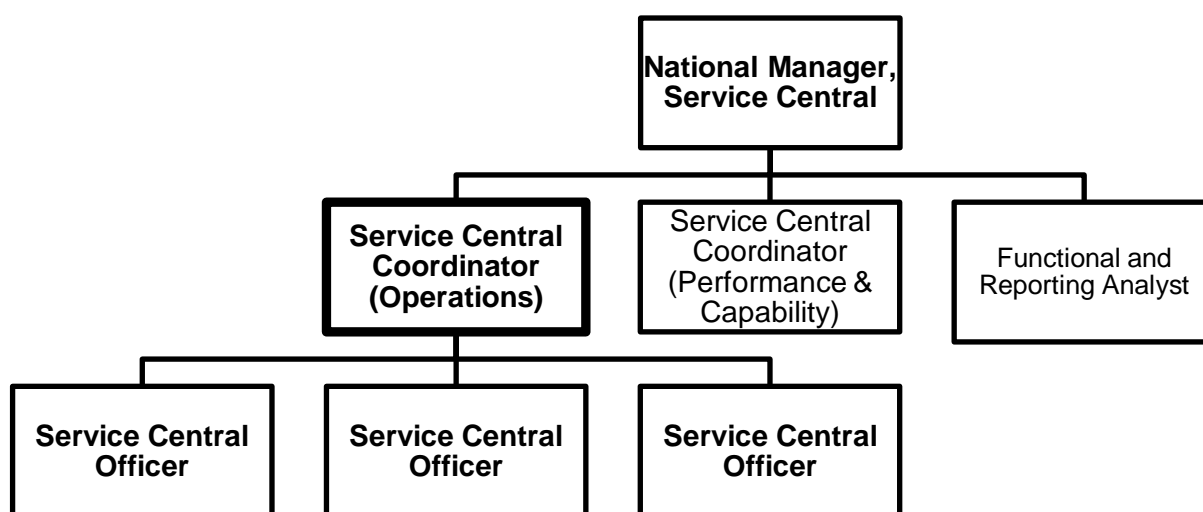 National Manager,
Service Central
Service Central
Coordinator
(Operations)
Service Central
Coordinator
(Performance &
Capability)
Functional and
Reporting Analyst
Service Central
Officer
Service Central
Officer
Service Central
Officer